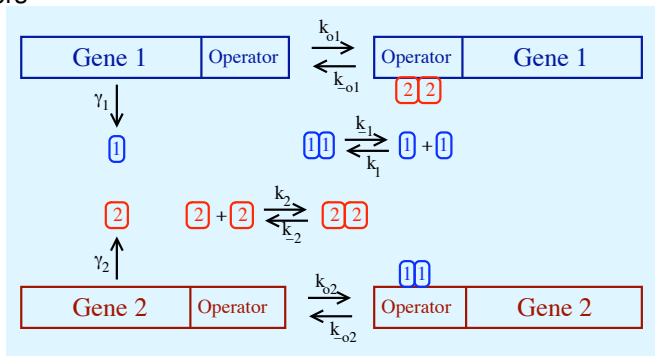 ors
k_o1
Gene 1 Operator Operator Gene 1
k_-o1
2 2
γ_1
k_-1
1 1 1 1 + 1
k_1
k_2
2 2 + 2 2 2
k_-2
γ_2
1 1
k_o2
Gene 2 Operator Operator Gene 2
k_-o2